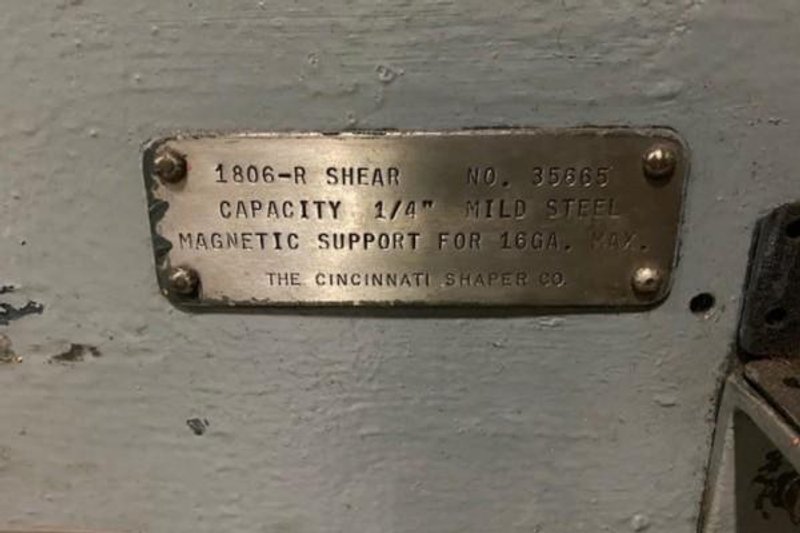 1806-R SHEAR NO. 35665
CAPACITY 1/4" MILD STEEL
MAGNETIC SUPPORT FOR 16GA. MAX.
THE CINCINNATI SHAPER CO.